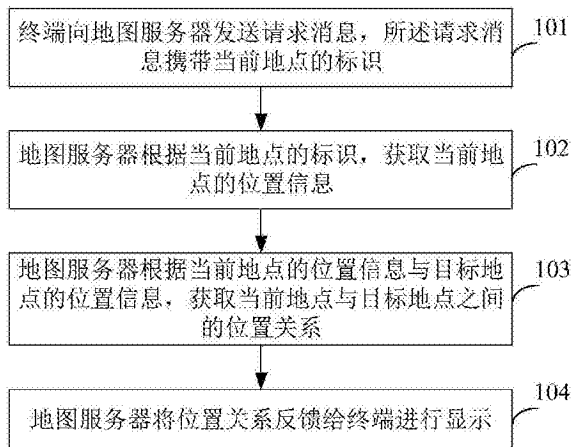 终端向地图服务器发送请求消息，所述请求消
息携带当前地点的标识
101
地图服务器根据当前地点的标识，获取当前地
点的位置信息
102
地图服务器根据当前地点的位置信息与目标地
点的位置信息，获取当前地点与目标地点之间
的位置关系
103
地图服务器将位置关系反馈给终端进行显示
104